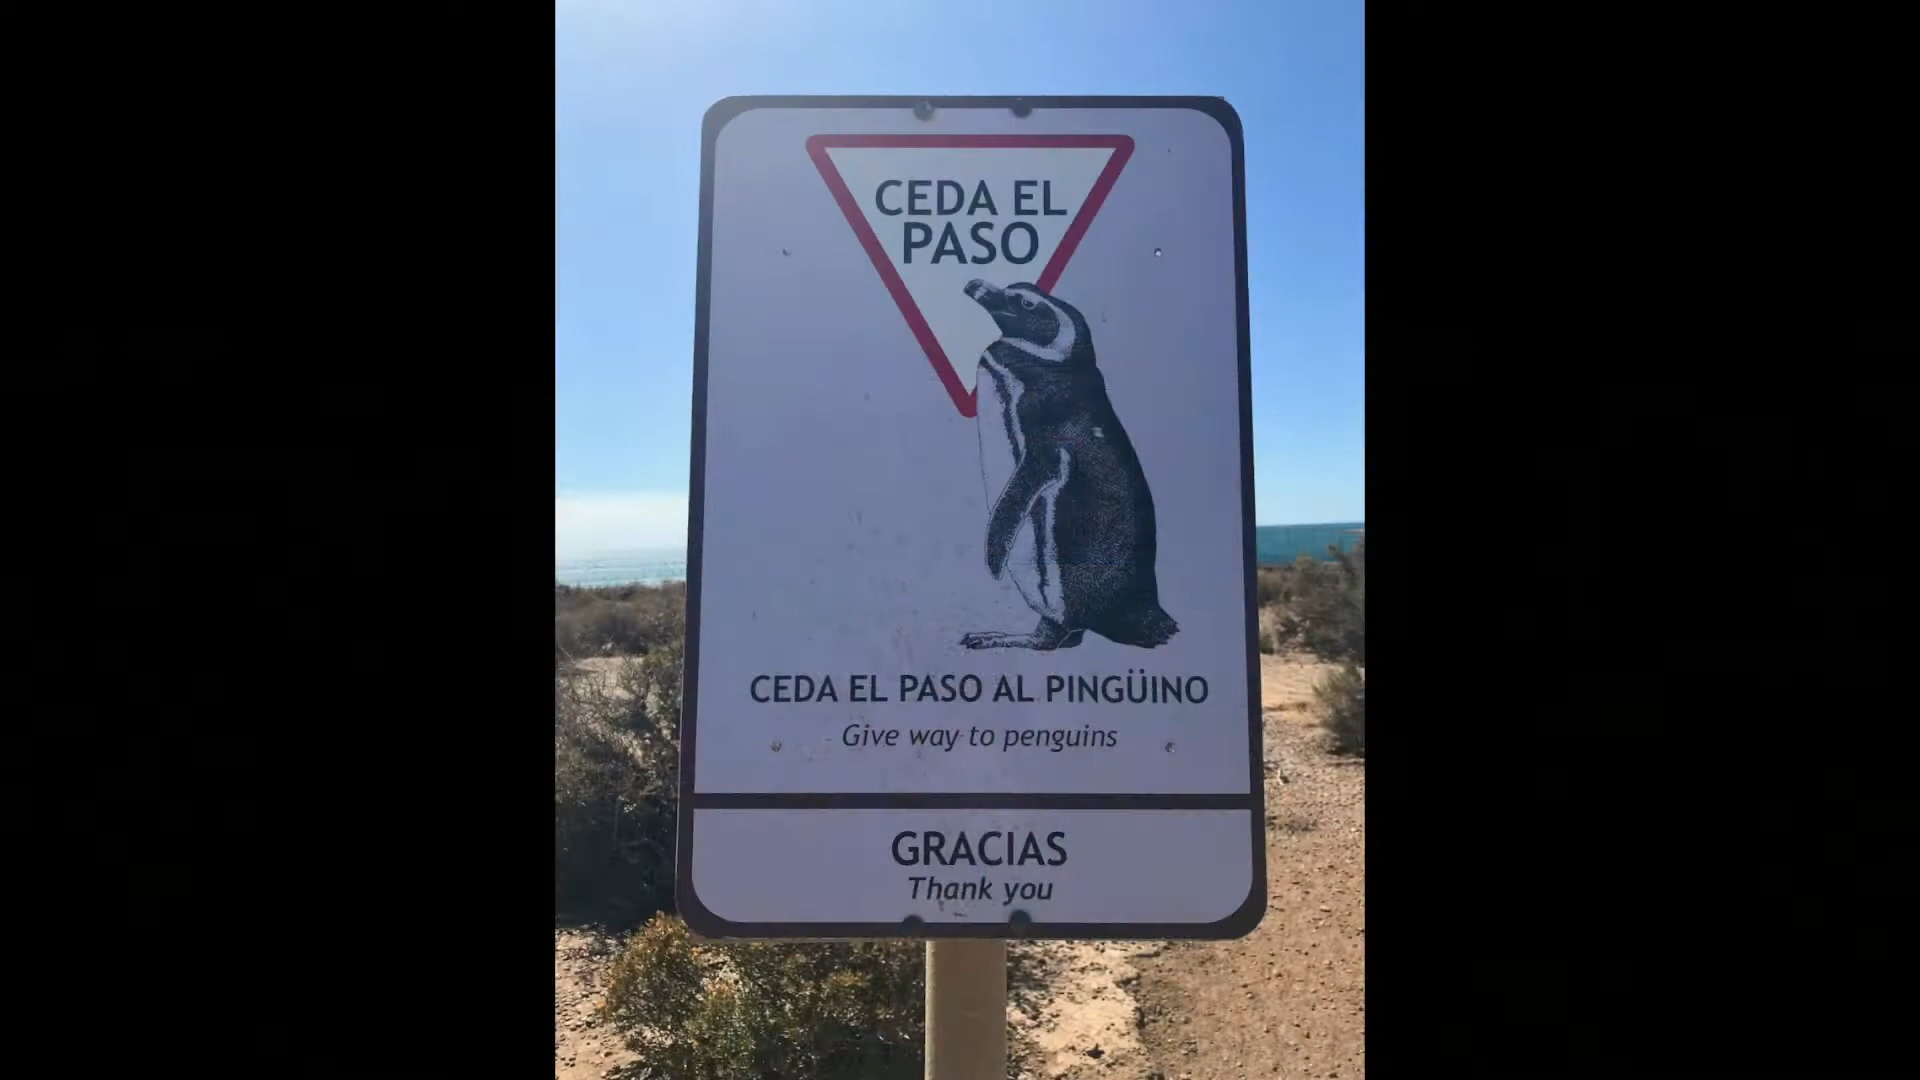 CEDA EL
PASO
CEDA EL PASO AL PINGÜINO
Give way to penguins
GRACIAS
Thank you